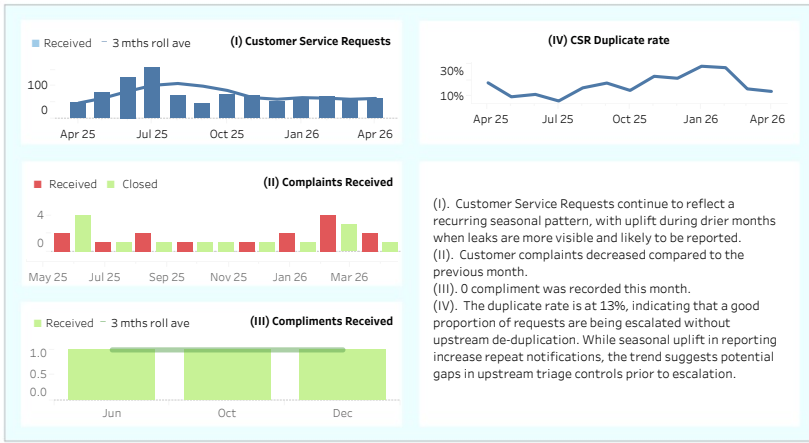 Received 3 mths roll ave (I) Customer Service Requests
100
0
Apr 25 Jul 25 Oct 25 Jan 26 Apr 26
(IV) CSR Duplicate rate
30%
10%
Apr 25 Jul 25 Oct 25 Jan 26 Apr 26
Received Closed (II) Complaints Received
4
0
May 25 Jul 25 Sep 25 Nov 25 Jan 26 Mar 26
Received 3 mths roll ave (III) Compliments Received
1.0
0.5
0.0
Jun Oct Dec
(I). Customer Service Requests continue to reflect a
recurring seasonal pattern, with uplift during drier months
when leaks are more visible and likely to be reported.
(II). Customer complaints decreased compared to the
previous month.
(III). 0 compliment was recorded this month.
(IV). The duplicate rate is at 13%, indicating that a good
proportion of requests are being escalated without
upstream de-duplication. While seasonal uplift in reporting
increase repeat notifications, the trend suggests potential
gaps in upstream triage controls prior to escalation.